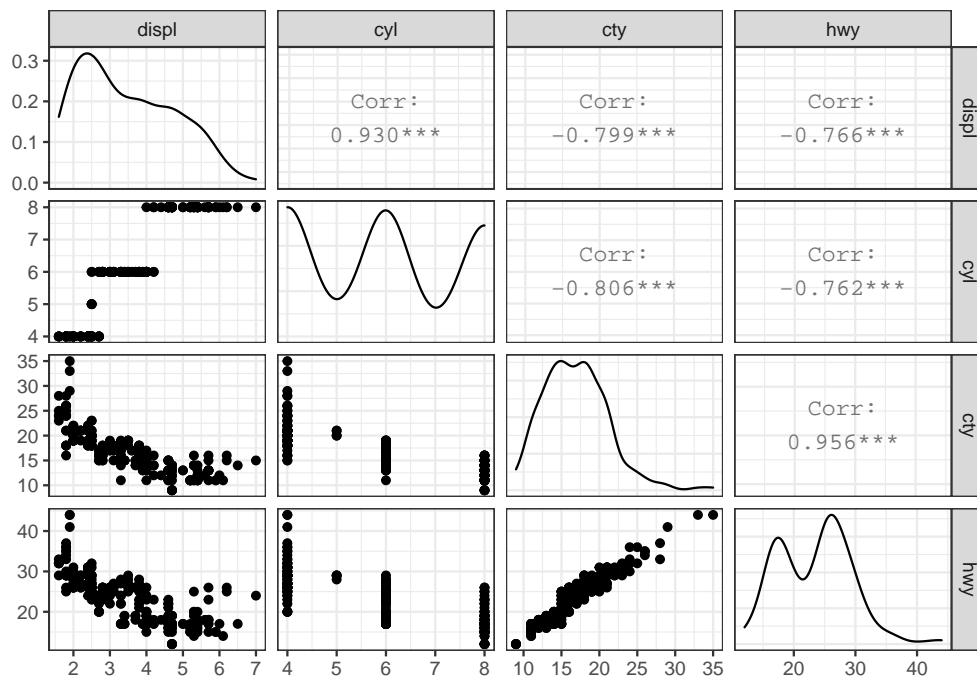 displ cyl cty hwy
0.3
0.2
0.1
0.0
Corr:
0.930***
Corr:
-0.799***
Corr:
-0.766***
displ
8
7
6
5
4
Corr:
-0.806***
Corr:
-0.762***
cyl
35
30
25
20
15
10
Corr:
0.956***
cty
40
30
20
hwy
2 3 4 5 6 7
4 5 6 7 8
10 15 20 25 30 35
20 30 40